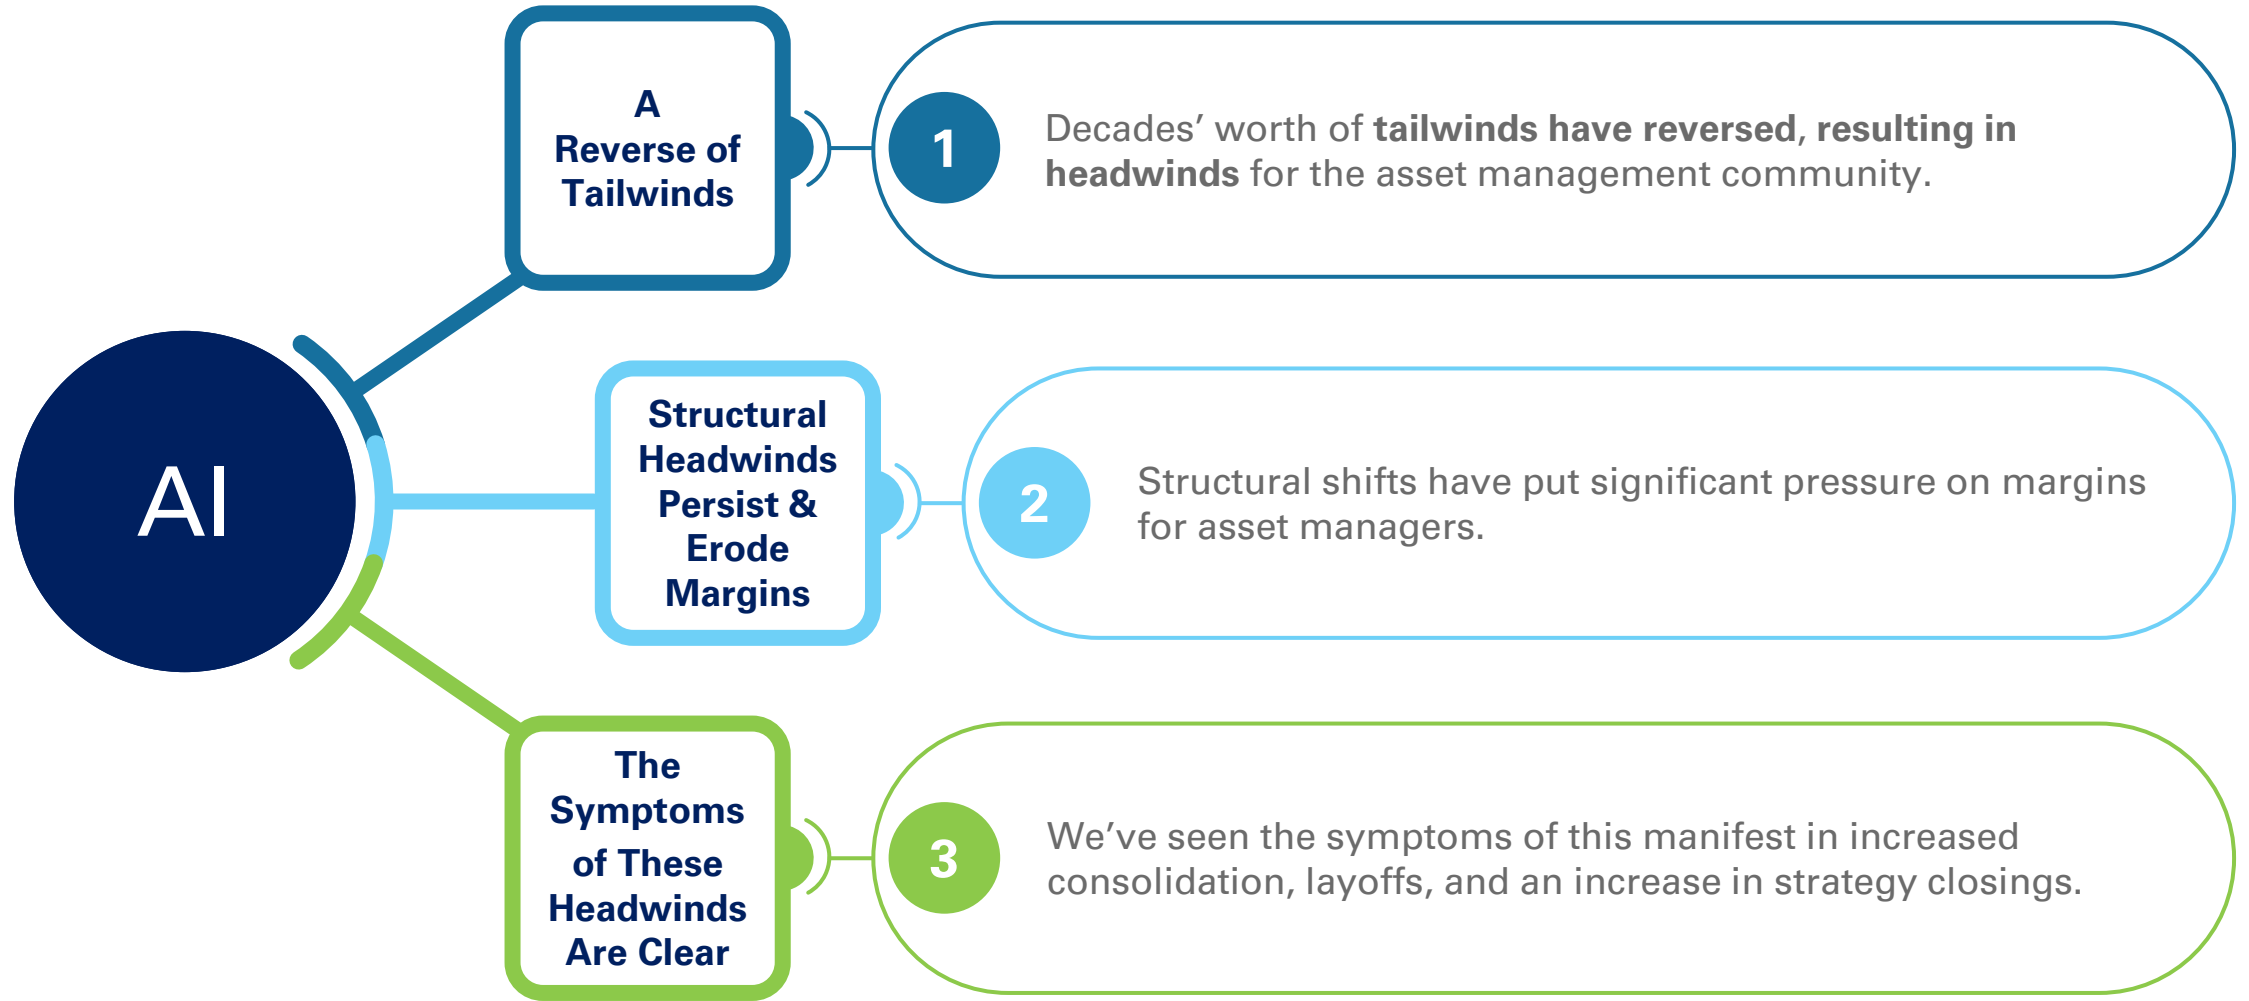 AI
A
Reverse of
Tailwinds
1
Decades’ worth of tailwinds have reversed, resulting in
headwinds for the asset management community.
Structural
Headwinds
Persist &
Erode
Margins
2
Structural shifts have put significant pressure on margins
for asset managers.
The
Symptoms
of These
Headwinds
Are Clear
3
We’ve seen the symptoms of this manifest in increased
consolidation, layoffs, and an increase in strategy closings.